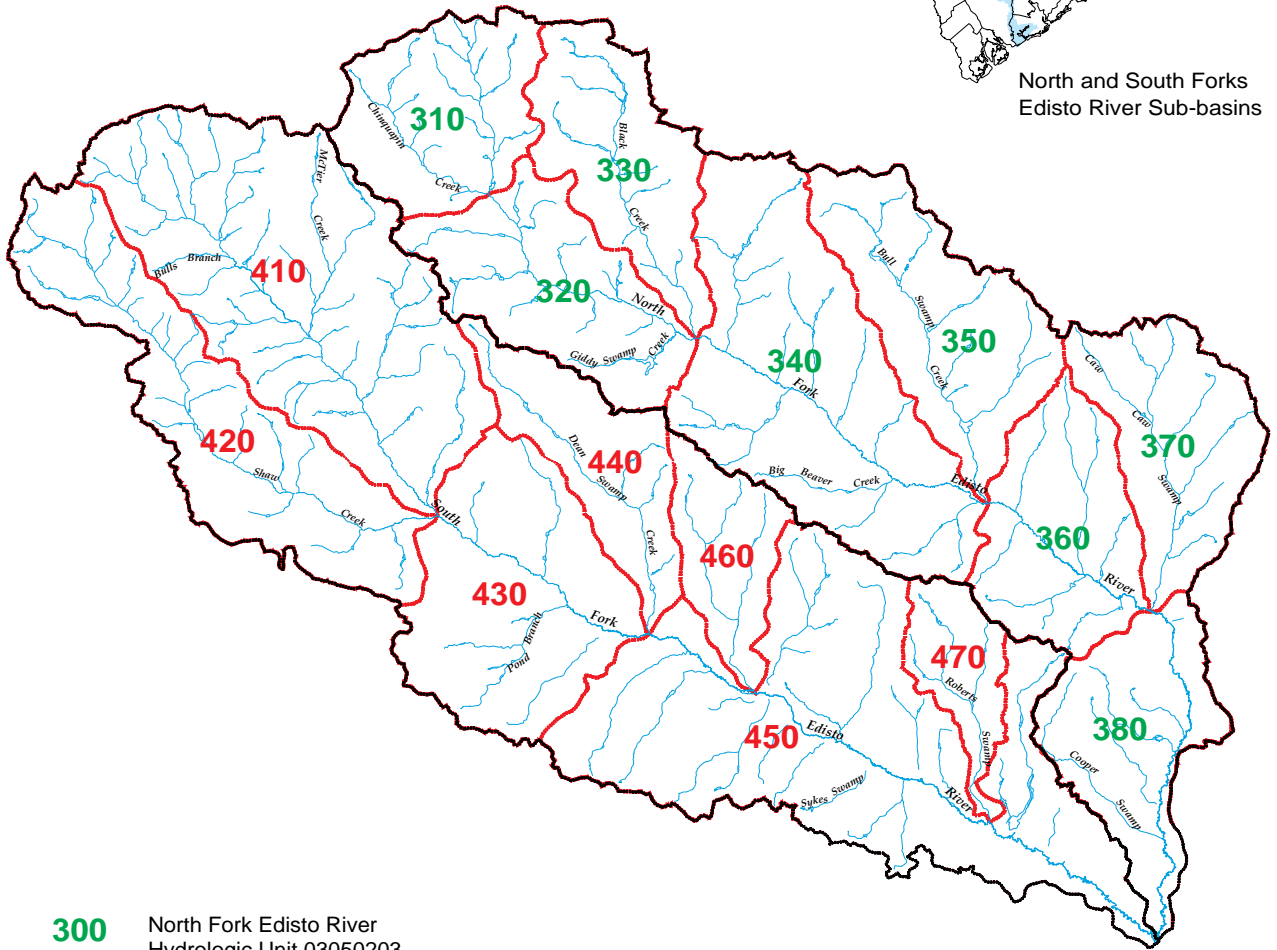 North and South Forks
Edisto River Sub-basins
310
Chinquapin
Creek
330
Black
Creek
McTier
Creek
Bulls Branch
410
320
North
Giddy Swamp
Creek
340
Fork
Bull
Swamp
Creek
350
Caw
Caw
Swamp
370
420
Shaw
Creek
South
Dean
Swamp
Creek
440
Big Beaver Creek
Edisto
460
360
River
430
Fork
Pond Branch
470
Roberts
Swamp
450
Edisto
River
Sykes Swamp
380
Cooper
Swamp
300 North Fork Edisto River
Hydrologic Unit 03050203